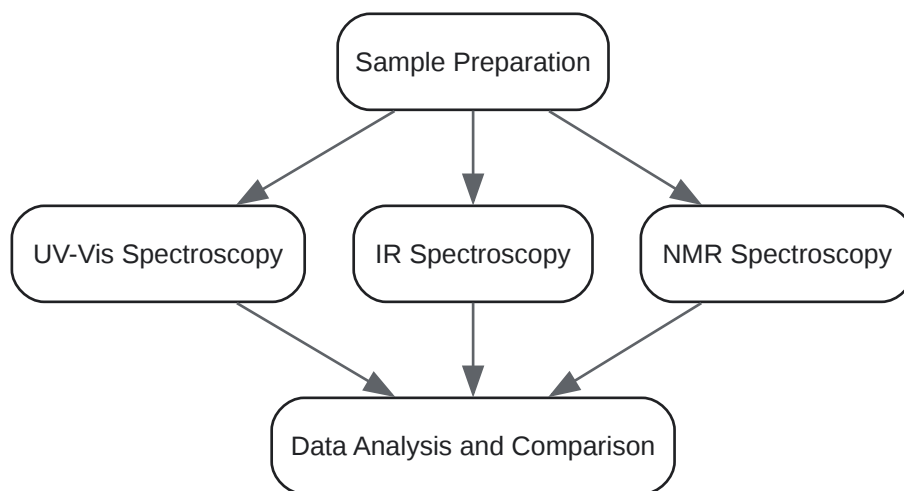 Sample Preparation
UV-Vis Spectroscopy
IR Spectroscopy
NMR Spectroscopy
Data Analysis and Comparison